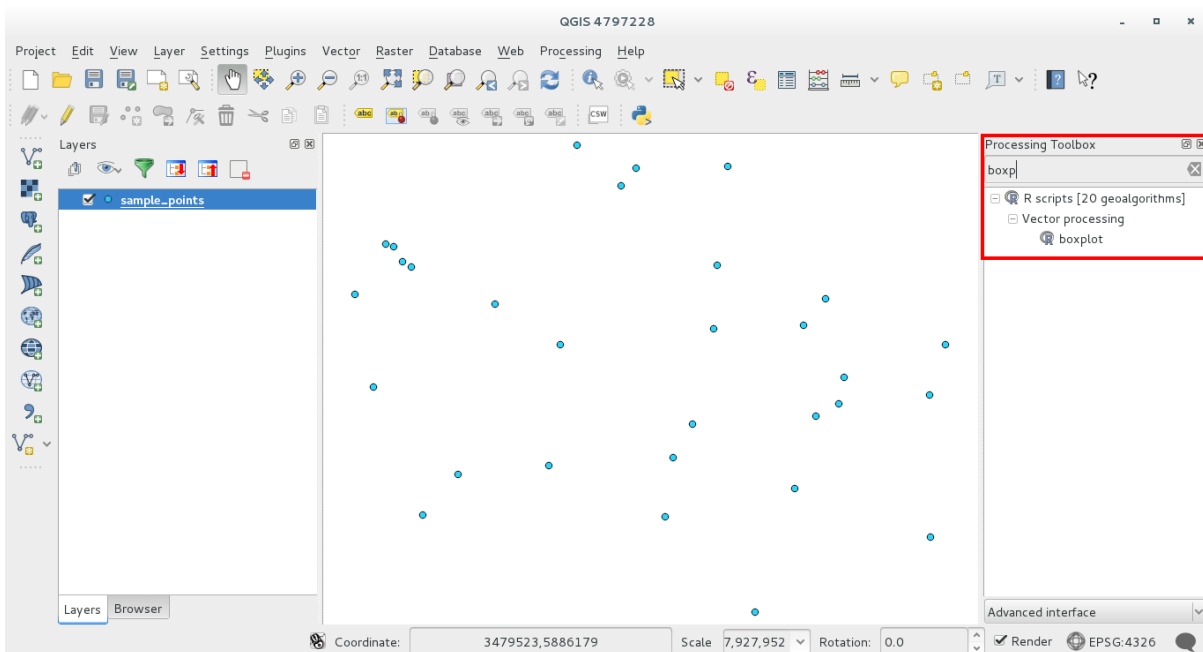 QGIS 4797228
Project Edit View Layer Settings Plugins Vector Raster Database Web Processing Help
abc
CSW
Layers
sample_points
Processing Toolbox
boxp
R scripts [20 geoalgorithms]
Vector processing
boxplot
Layers Browser
Advanced interface
Coordinate: 3479523,5886179 Scale 7,927,952 Rotation: 0.0 Render EPSG:4326